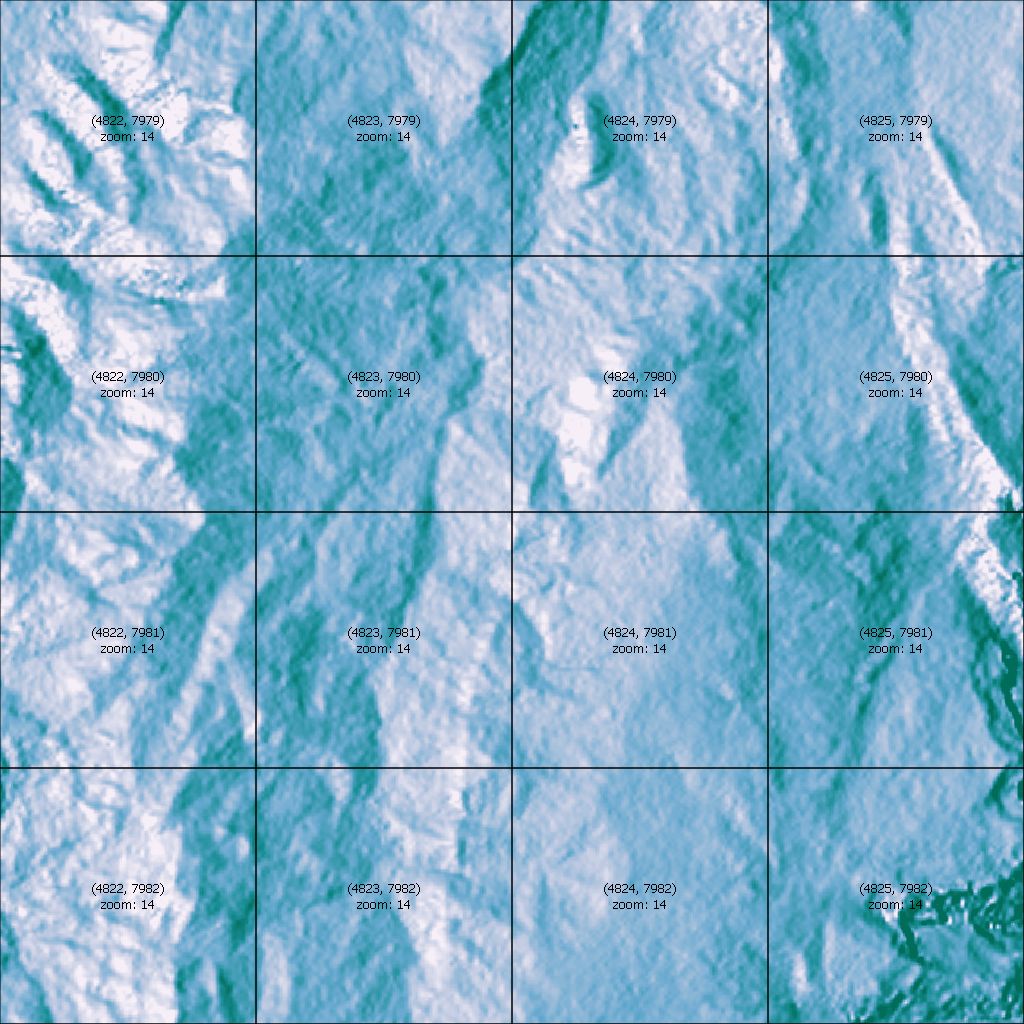 (4822, 7979)
zoom: 14
(4823, 7979)
zoom: 14
(4824, 7979)
zoom: 14
(4825, 7979)
zoom: 14
(4822, 7980)
zoom: 14
(4823, 7980)
zoom: 14
(4824, 7980)
zoom: 14
(4825, 7980)
zoom: 14
(4822, 7981)
zoom: 14
(4823, 7981)
zoom: 14
(4824, 7981)
zoom: 14
(4825, 7981)
zoom: 14
(4822, 7982)
zoom: 14
(4823, 7982)
zoom: 14
(4824, 7982)
zoom: 14
(4825, 7982)
zoom: 14